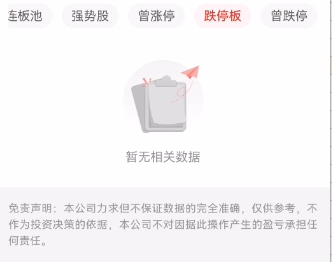 连板池 强势股 曾涨停 跌停板 曾跌停
暂无相关数据
免责声明：本公司力求但不保证数据的完全准确，仅供参考，不
作为投资决策的依据，本公司不对因据此操作产生的盈亏承担任
何责任。